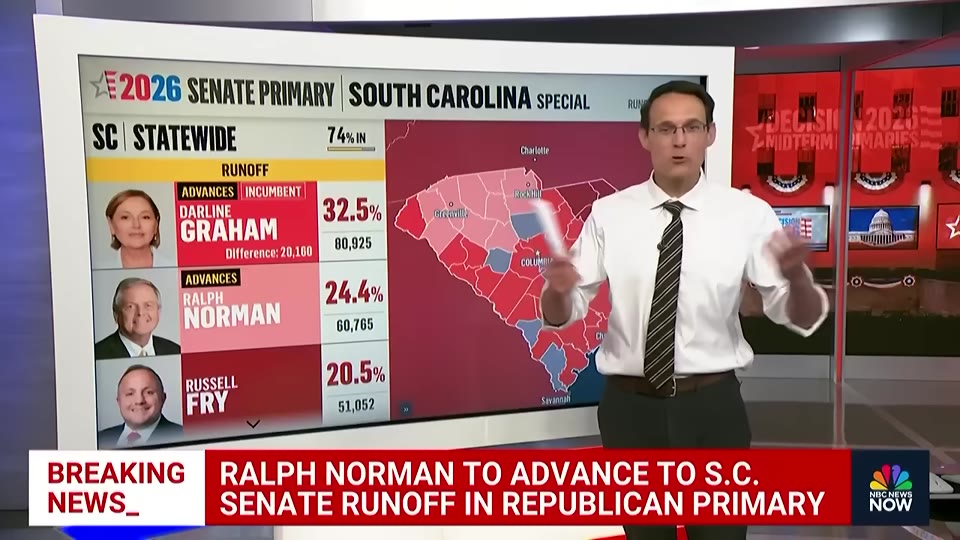 2026 SENATE PRIMARY SOUTH CAROLINA SPECIAL
SC STATEWIDE 74% IN
RUNOFF
ADVANCES INCUMBENT
DARLINE
GRAHAM
Difference: 20,160
32.5%
80,925
ADVANCES
RALPH
NORMAN
24.4%
60,765
RUSSELL
FRY
20.5%
51,052
Charlotte
Rock Hill
Greenville
Savannah
DECISION 2026
MIDTERM PRIMARIES
BREAKING
NEWS_
RALPH NORMAN TO ADVANCE TO S.C.
SENATE RUNOFF IN REPUBLICAN PRIMARY
NBC NEWS
NOW